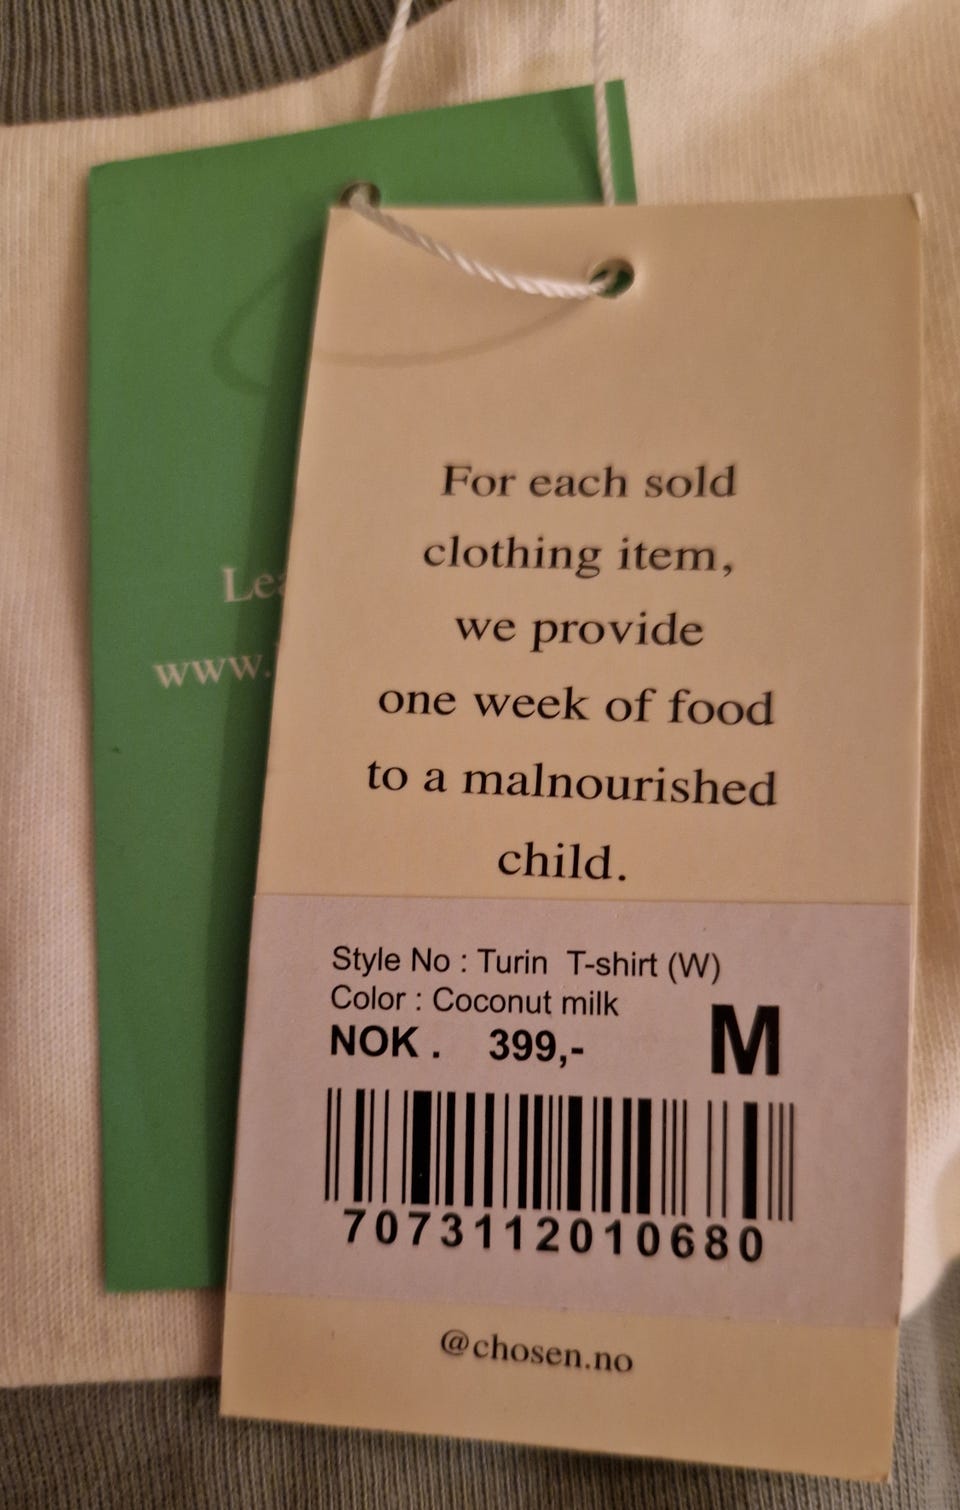 For each sold
clothing item,
we provide
one week of food
to a malnourished
child.
Style No : Turin T-shirt (W)
Color : Coconut milk
NOK . 399,-
M
7073112010680
@chosen.no
www.